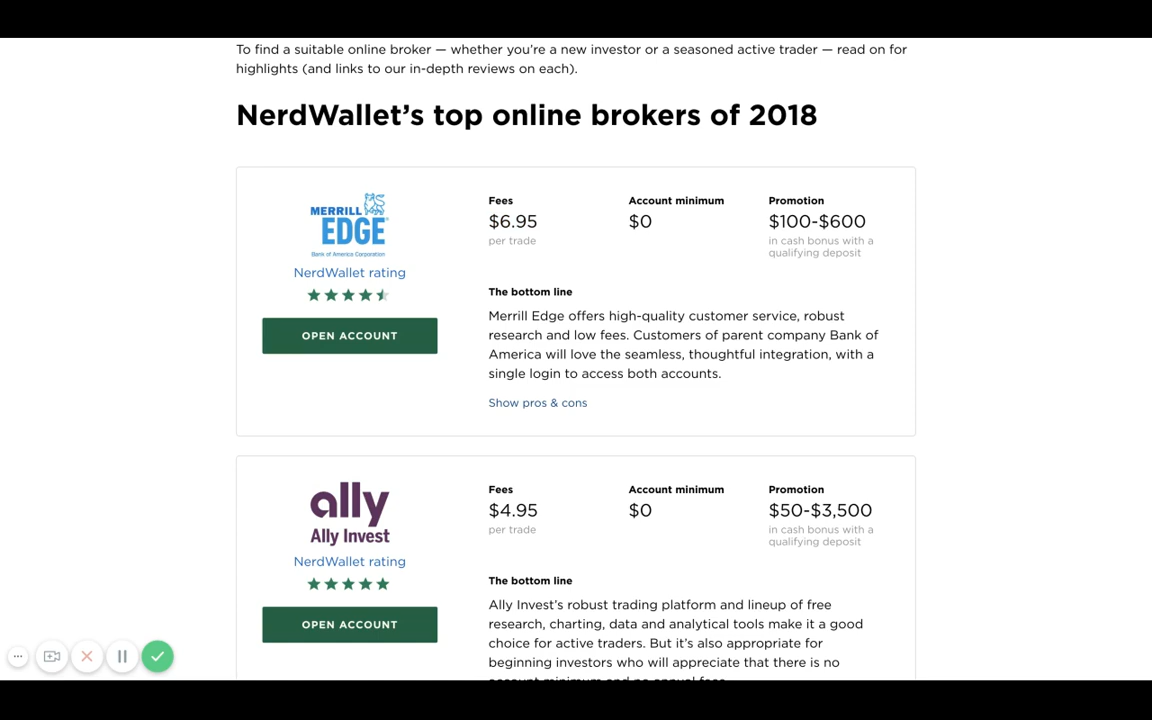 To find a suitable online broker — whether you're a new investor or a seasoned active trader — read on for
highlights (and links to our in-depth reviews on each).
NerdWallet's top online brokers of 2018
MERRILL
EDGE
Bank of America Corporation
NerdWallet rating
OPEN ACCOUNT
Fees
$6.95
per trade
Account minimum
$0
Promotion
$100-$600
in cash bonus with a
qualifying deposit
The bottom line
Merrill Edge offers high-quality customer service, robust
research and low fees. Customers of parent company Bank of
America will love the seamless, thoughtful integration, with a
single login to access both accounts.
Show pros & cons
ally
Ally Invest
NerdWallet rating
OPEN ACCOUNT
Fees
$4.95
per trade
Account minimum
$0
Promotion
$50-$3,500
in cash bonus with a
qualifying deposit
The bottom line
Ally Invest's robust trading platform and lineup of free
research, charting, data and analytical tools make it a good
choice for active traders. But it's also appropriate for
beginning investors who will appreciate that there is no
account minimum and no annual fees.